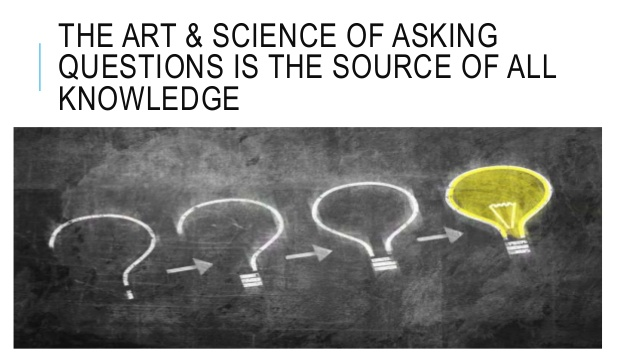 THE ART & SCIENCE OF ASKING
QUESTIONS IS THE SOURCE OF ALL
KNOWLEDGE